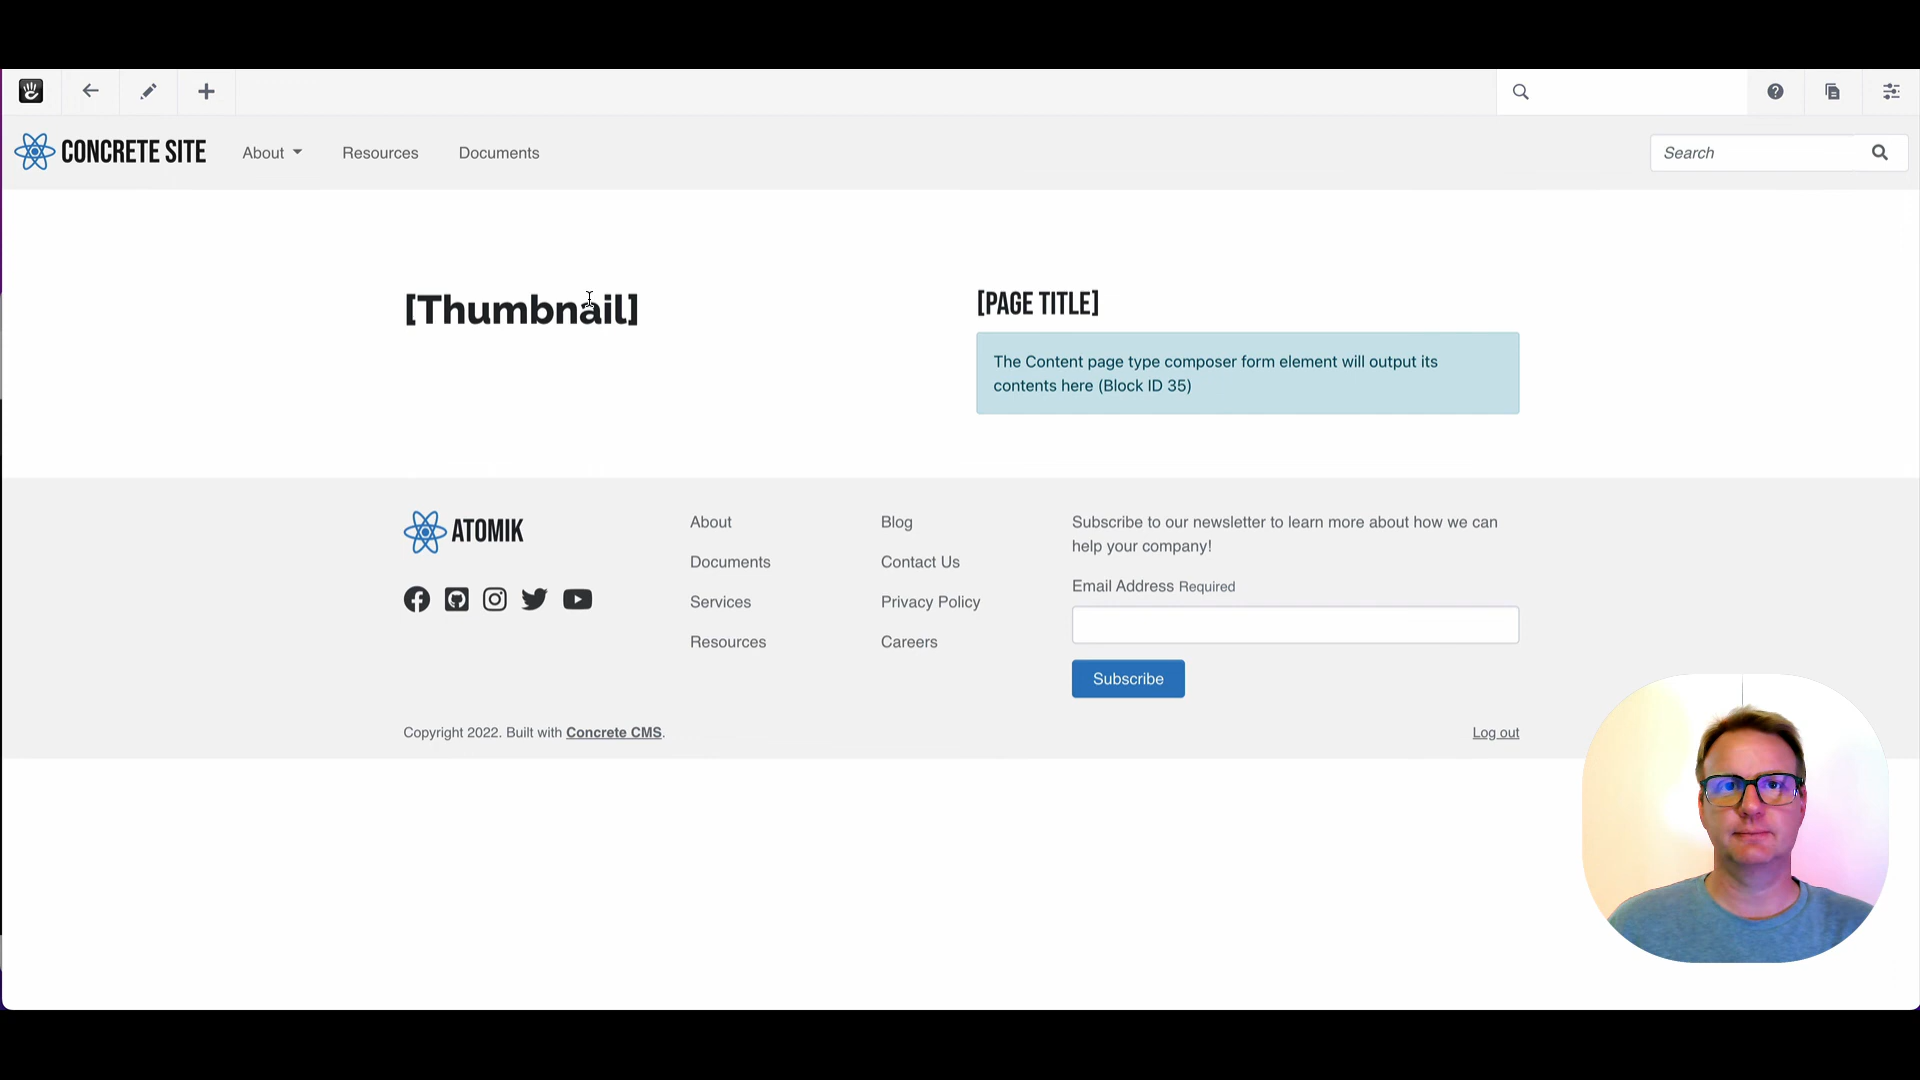 CONCRETE SITE
About
Resources
Documents
Search
[Thumbnail]
[PAGE TITLE]
The Content page type composer form element will output its
contents here (Block ID 35)
ATOMIK
About
Documents
Services
Resources
Blog
Contact Us
Privacy Policy
Careers
Subscribe to our newsletter to learn more about how we can
help your company!
Email Address Required
Subscribe
Copyright 2022. Built with Concrete CMS.
Log out